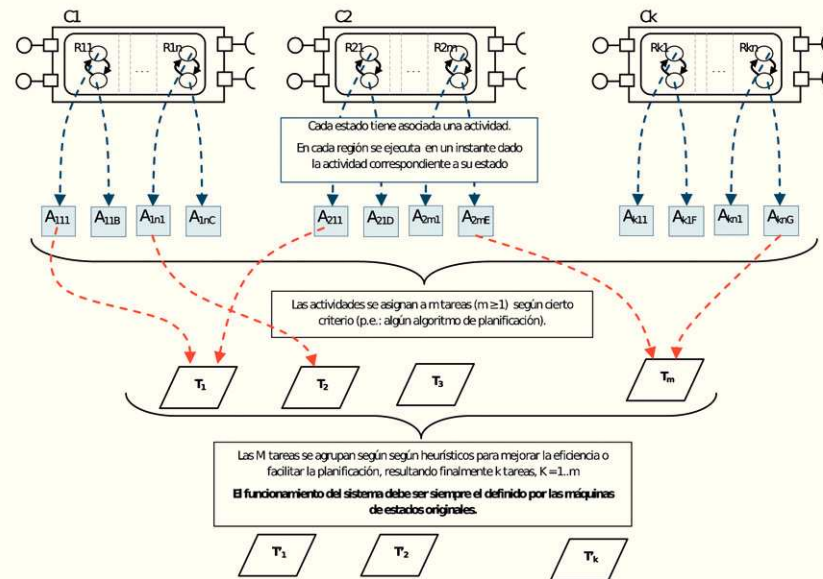 C1 C2 Ck
R11 R1n R21 R2m Rk1 Rkn
... ... ...
Cada estado tiene asociada una actividad.
En cada región se ejecuta en un instante dado
la actividad correspondiente a su estado
A111 A11B A1n1 A1nC A211 A21D A2m1 A2mE Ak11 Ak1F Akn1 AknG
Las actividades se asignan a m tareas (m ≥1) según cierto
criterio (p.e.: algún algoritmo de planificación).
T1 T2 T3 Tm
Las M tareas se agrupan según según heurísticos para mejorar la eficiencia o
facilitar la planificación, resultando finalmente k tareas, K =1..m
El funcionamiento del sistema debe ser siempre el definido por las máquinas
de estados originales.
T'1 T'2 T'k